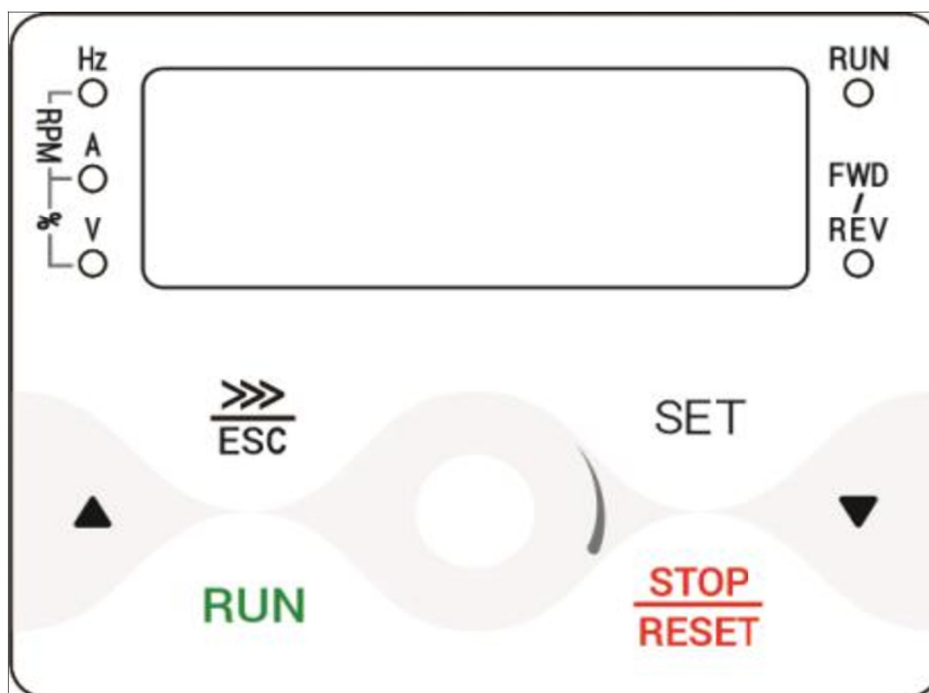 Hz
RUN
RPM
A
FWD
/
REV
%
V
>>>
ESC
SET
▲
▼
RUN
STOP
RESET